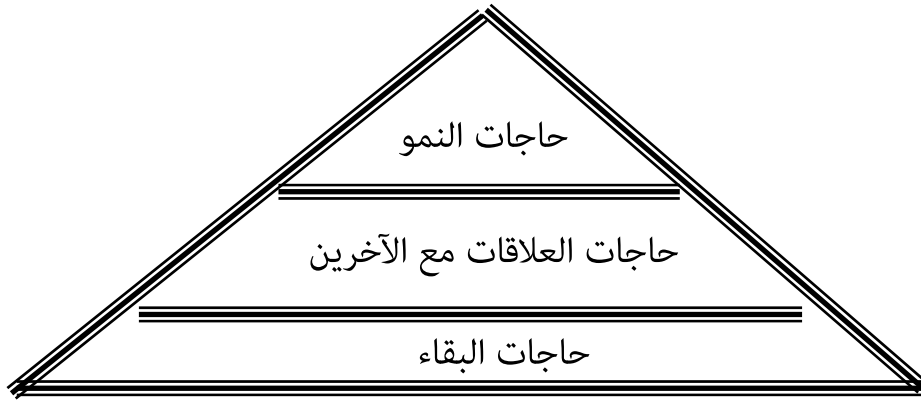 حاجات النمو
حاجات العلاقات مع الآخرين
حاجات البقاء